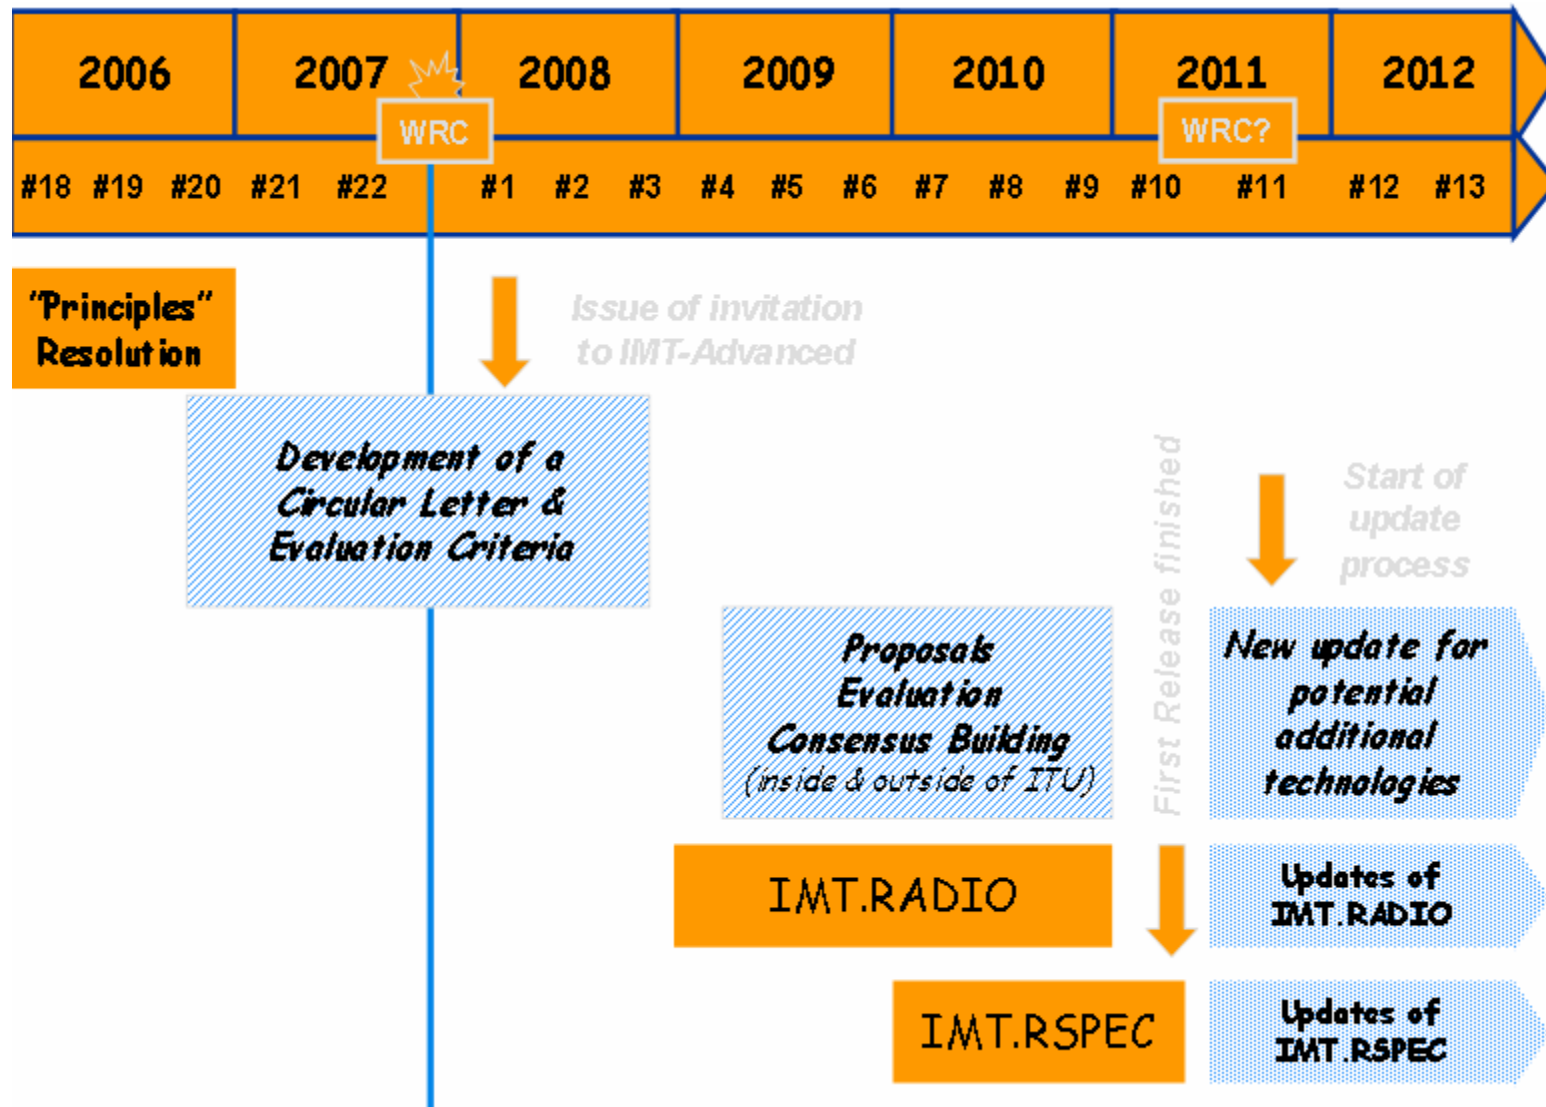 2006 2007 2008 2009 2010 2011 2012
WRC WRC?
#18 #19 #20 #21 #22 #1 #2 #3 #4 #5 #6 #7 #8 #9 #10 #11 #12 #13
"Principles"
Resolution
Issue of invitation
to IMT-Advanced
Development of a
Circular Letter &
Evaluation Criteria
First Release finished
Start of
update
process
Proposals
Evaluation
Consensus Building
(inside & outside of ITU)
New update for
potential
additional
technologies
IMT.RADIO
Updates of
IMT.RADIO
IMT.RSPEC
Updates of
IMT.RSPEC